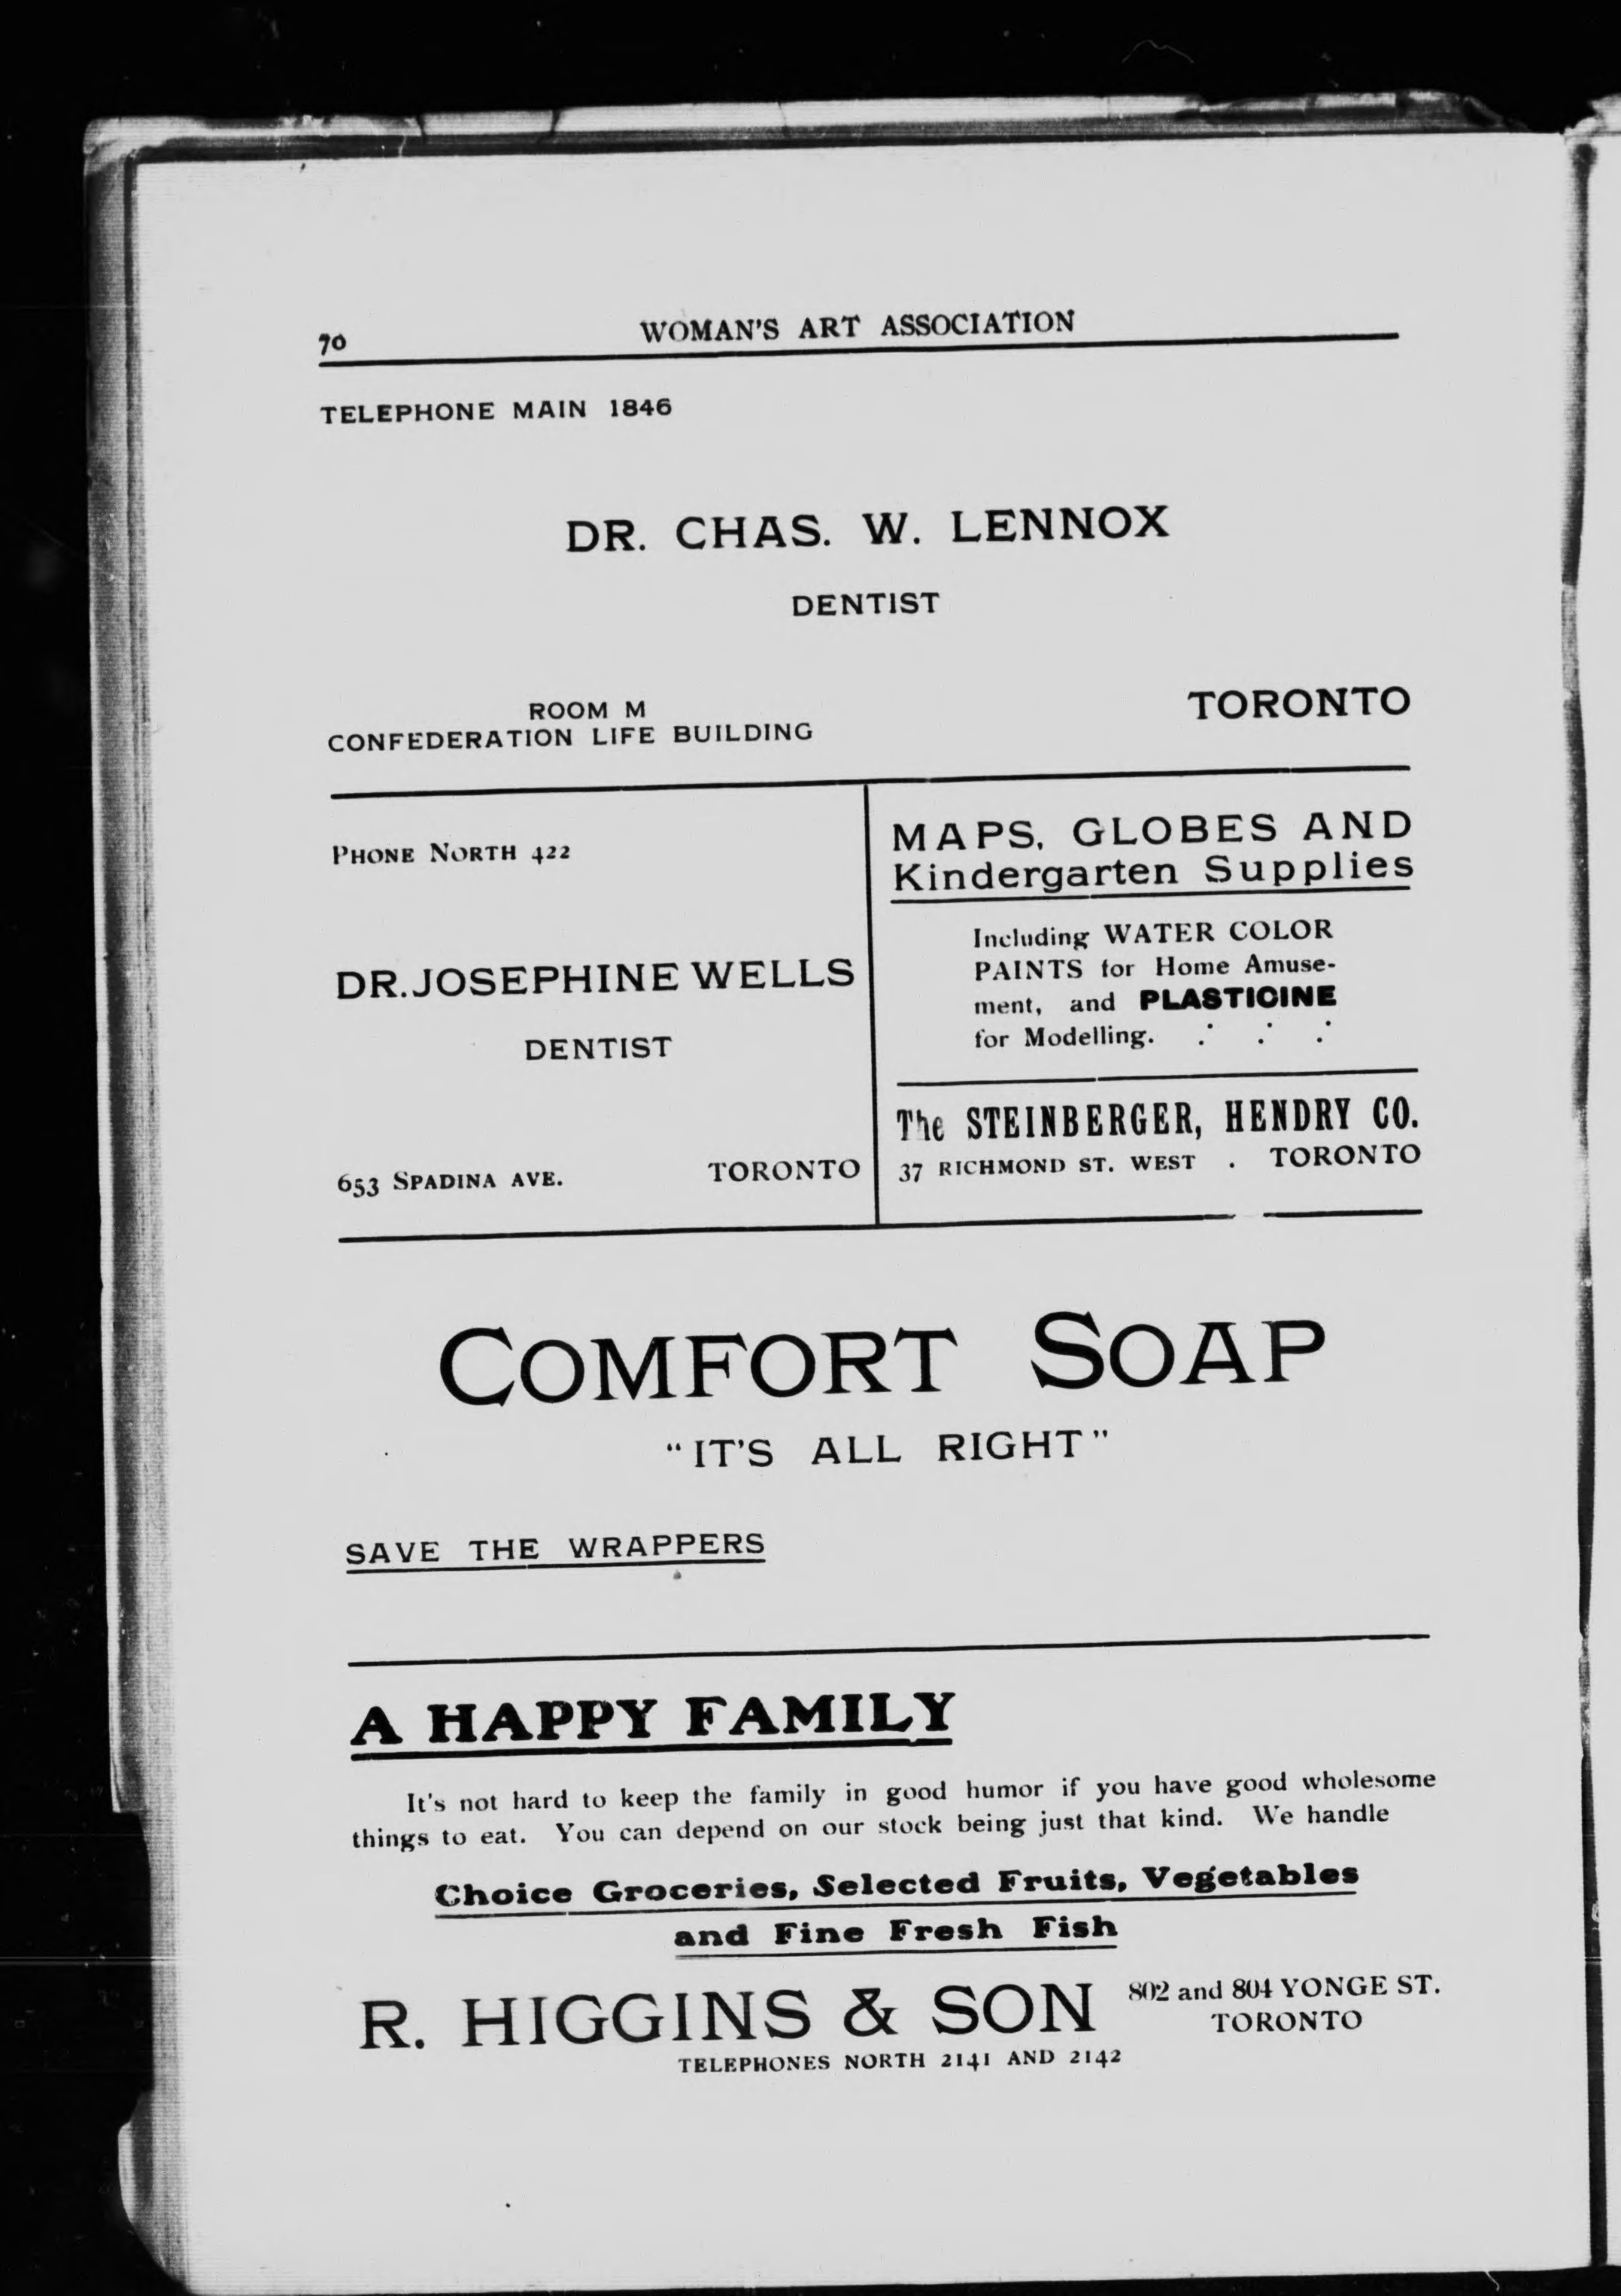 70
WOMAN'S ART ASSOCIATION
TELEPHONE MAIN 1846
DR. CHAS. W. LENNOX
DENTIST
ROOM M
CONFEDERATION LIFE BUILDING
TORONTO
PHONE NORTH 422
DR. JOSEPHINE WELLS
DENTIST
653 SPADINA AVE.
TORONTO
MAPS, GLOBES AND
Kindergarten Supplies
Including WATER COLOR
PAINTS for Home Amuse-
ment, and PLASTICINE
for Modelling. . · . · . ·
The STEINBERGER, HENDRY CO.
37 RICHMOND ST. WEST . TORONTO
COMFORT SOAP
"IT'S ALL RIGHT"
SAVE THE WRAPPERS
A HAPPY FAMILY
It's not hard to keep the family in good humor if you have good wholesome
things to eat. You can depend on our stock being just that kind. We handle
Choice Groceries, Selected Fruits, Vegetables
and Fine Fresh Fish
R. HIGGINS & SON
802 and 804 YONGE ST.
TORONTO
TELEPHONES NORTH 2141 AND 2142